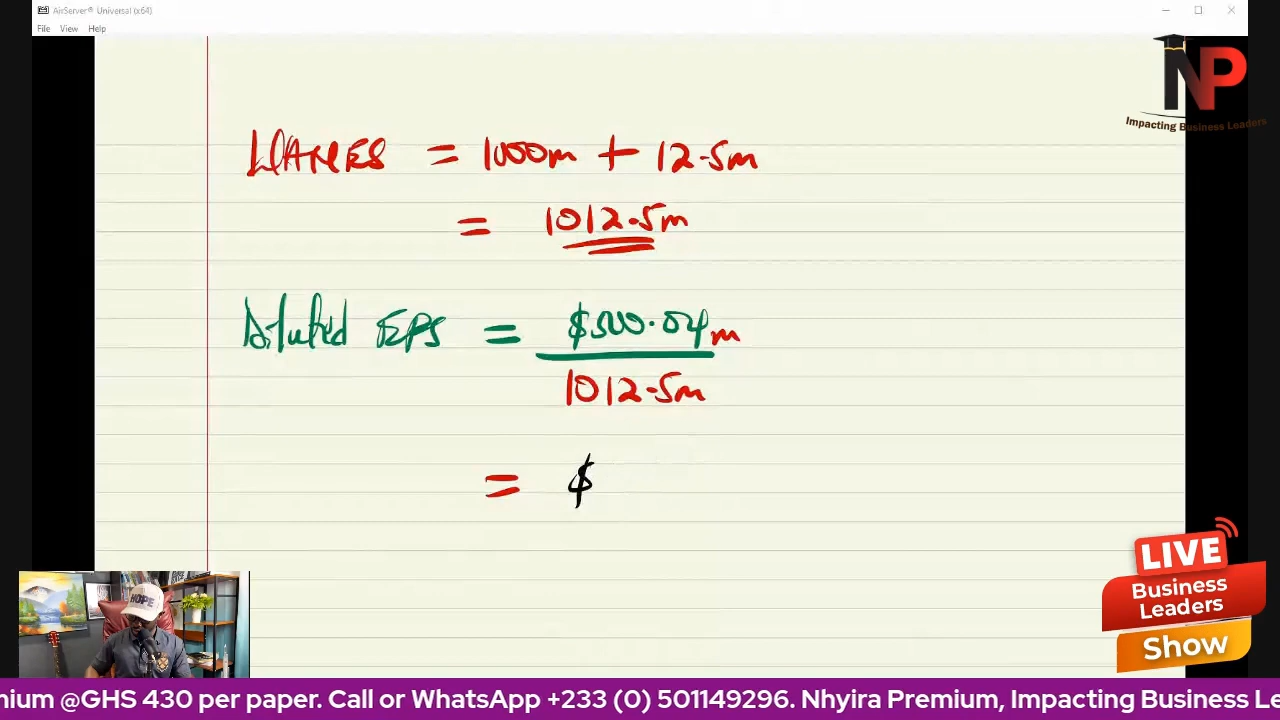 AirServer® Universal (x64)
File View Help
NP
Impacting Business Leaders
= 1000m + 12.5m
= 1012.5m
Diluted EPS = $500.04m
1012.5m
= $
HOPE
LIVE
Business
Leaders
Show
nium @GHS 430 per paper. Call or WhatsApp +233 (0) 501149296. Nhyira Premium, Impacting Business Le